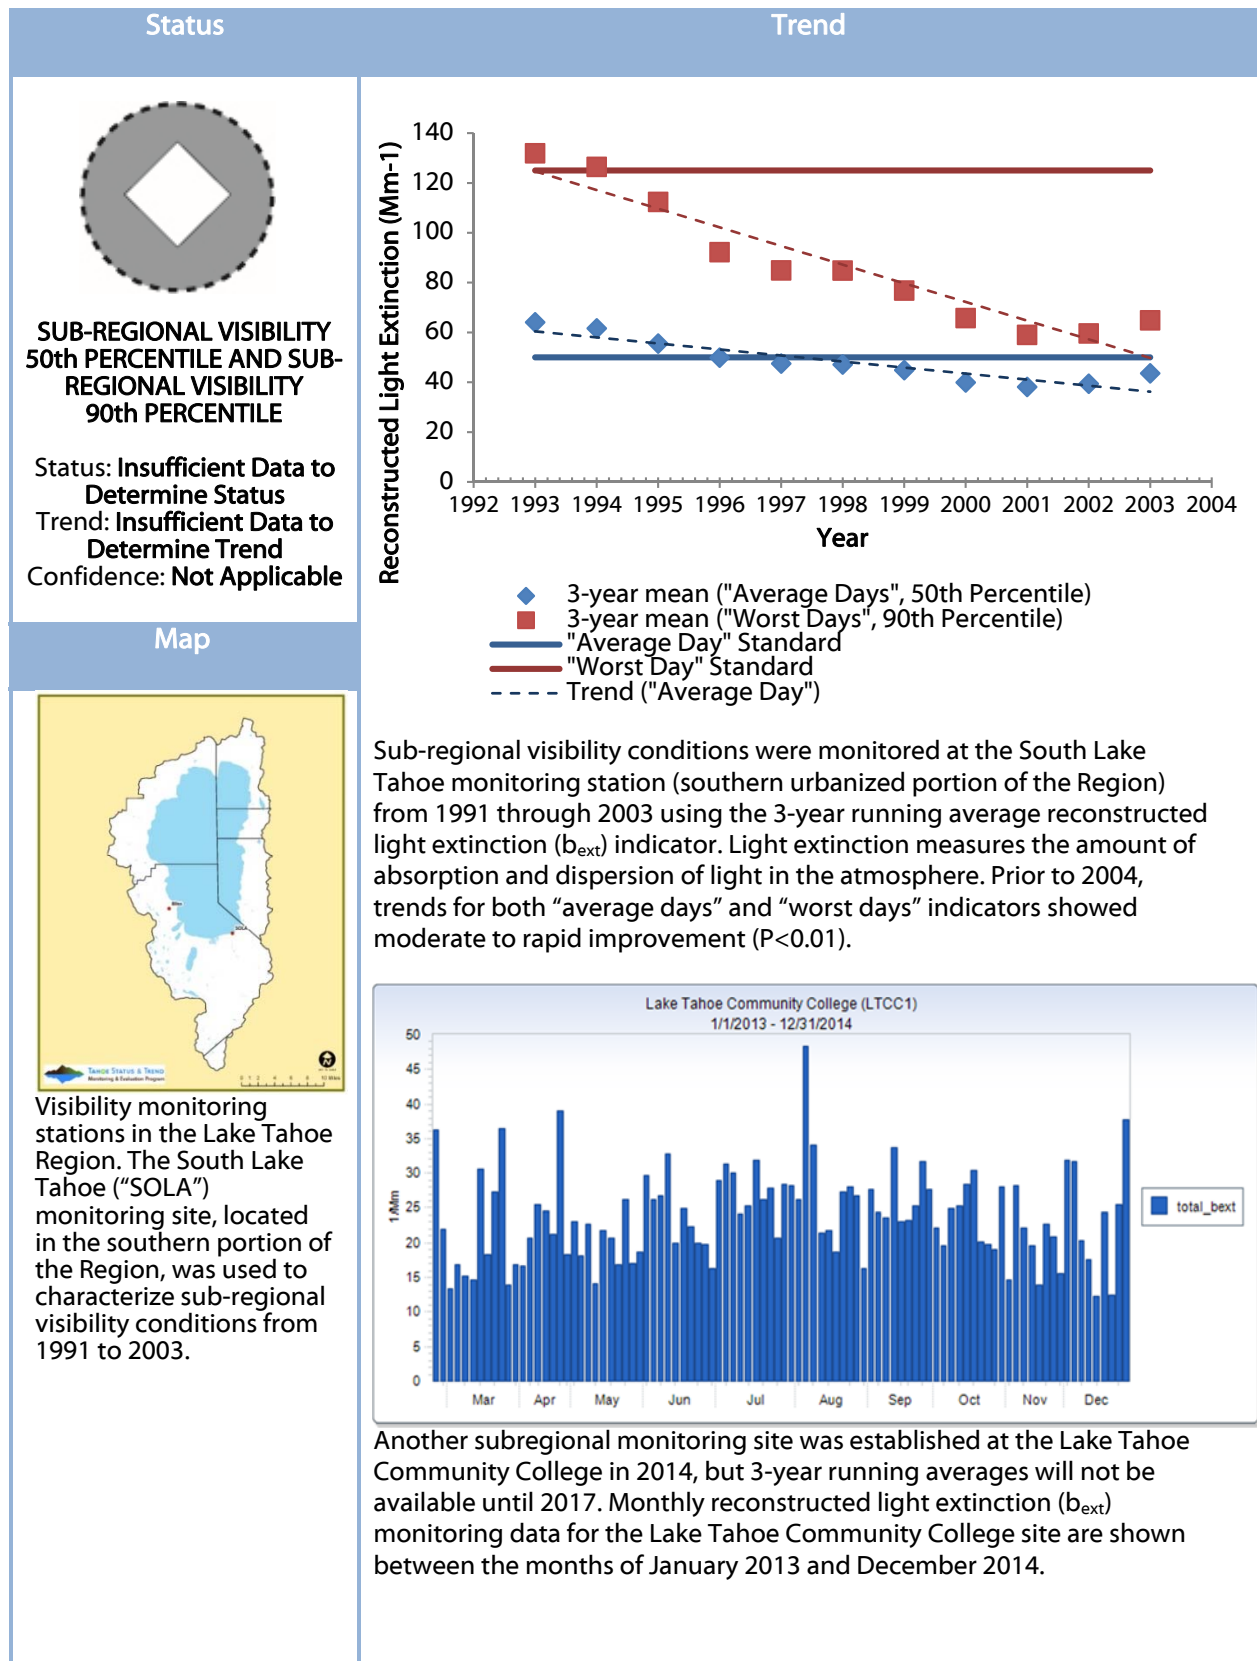 Status
Trend
SUB-REGIONAL VISIBILITY
50th PERCENTILE AND SUB-
REGIONAL VISIBILITY
90th PERCENTILE
Status: Insufficient Data to
Determine Status
Trend: Insufficient Data to
Determine Trend
Confidence: Not Applicable
Reconstructed Light Extinction (Mm-1)
140
120
100
80
60
40
20
0
1992 1993 1994 1995 1996 1997 1998 1999 2000 2001 2002 2003 2004
Year
3-year mean ("Average Days", 50th Percentile)
3-year mean ("Worst Days", 90th Percentile)
"Average Day" Standard
"Worst Day" Standard
Trend ("Average Day")
Map
SOLA
TAHOE STATUS & TREND
Monitoring & Evaluation Program
Visibility monitoring
stations in the Lake Tahoe
Region. The South Lake
Tahoe (“SOLA”)
monitoring site, located
in the southern portion of
the Region, was used to
characterize sub-regional
visibility conditions from
1991 to 2003.
Sub-regional visibility conditions were monitored at the South Lake
Tahoe monitoring station (southern urbanized portion of the Region)
from 1991 through 2003 using the 3-year running average reconstructed
light extinction (bext) indicator. Light extinction measures the amount of
absorption and dispersion of light in the atmosphere. Prior to 2004,
trends for both “average days” and “worst days” indicators showed
moderate to rapid improvement (P<0.01).
Lake Tahoe Community College (LTCC1)
1/1/2013 - 12/31/2014
1/Mm
50
45
40
35
30
25
20
15
10
5
0
Mar Apr May Jun Jul Aug Sep Oct Nov Dec
total_bext
Another subregional monitoring site was established at the Lake Tahoe
Community College in 2014, but 3-year running averages will not be
available until 2017. Monthly reconstructed light extinction (bext)
monitoring data for the Lake Tahoe Community College site are shown
between the months of January 2013 and December 2014.